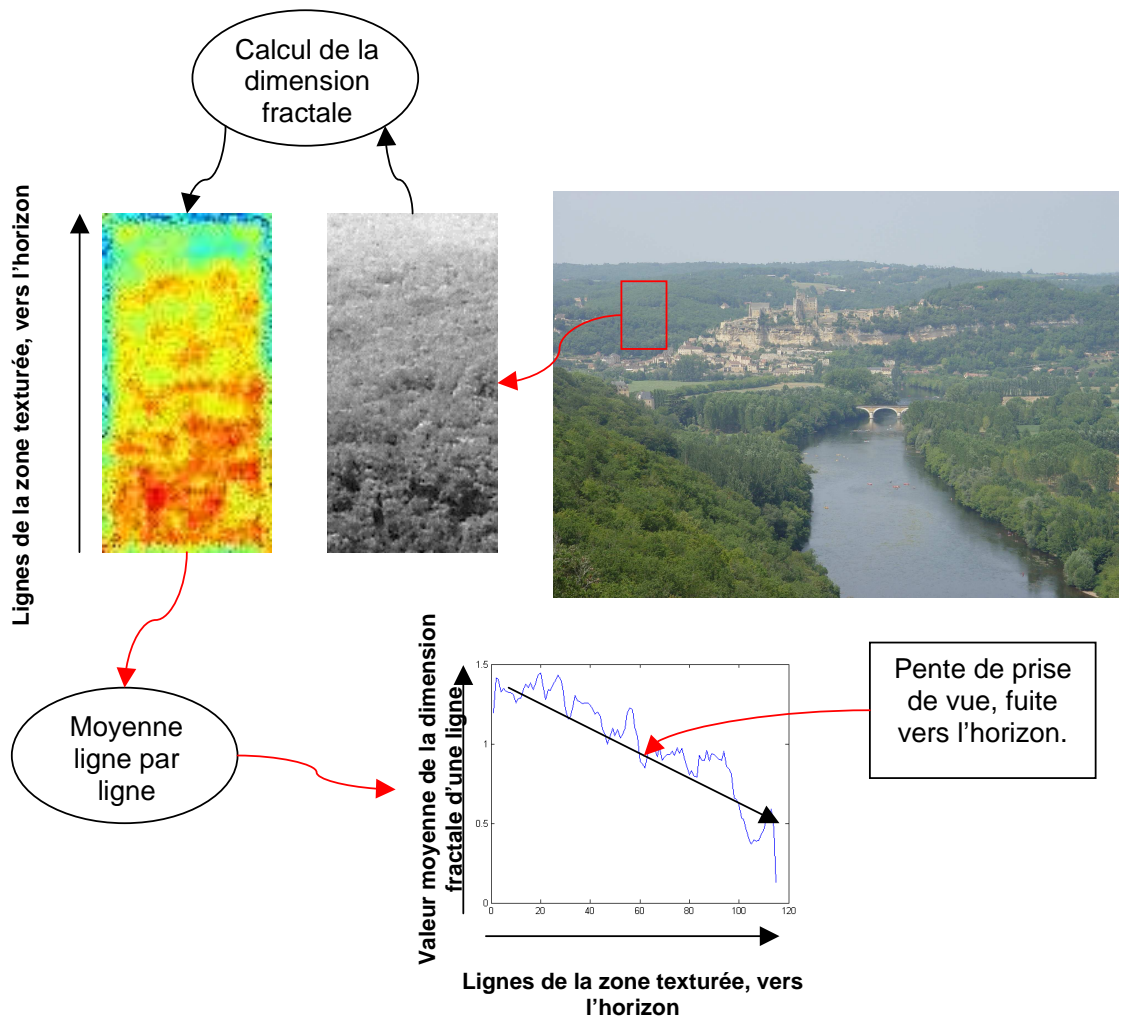 Calcul de la
dimension
fractale
Lignes de la zone texturée, vers l'horizon
Moyenne
ligne par
ligne
Valeur moyenne de la dimension
fractale d'une ligne
1.5
1
0.5
0
0
20
40
60
80
100
120
Lignes de la zone texturée, vers
l'horizon
Pente de prise
de vue, fuite
vers l'horizon.